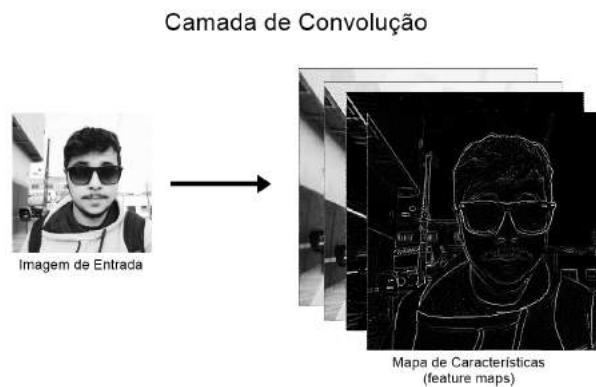 Camada de Convolução
Imagem de Entrada
Mapa de Características
(feature maps)